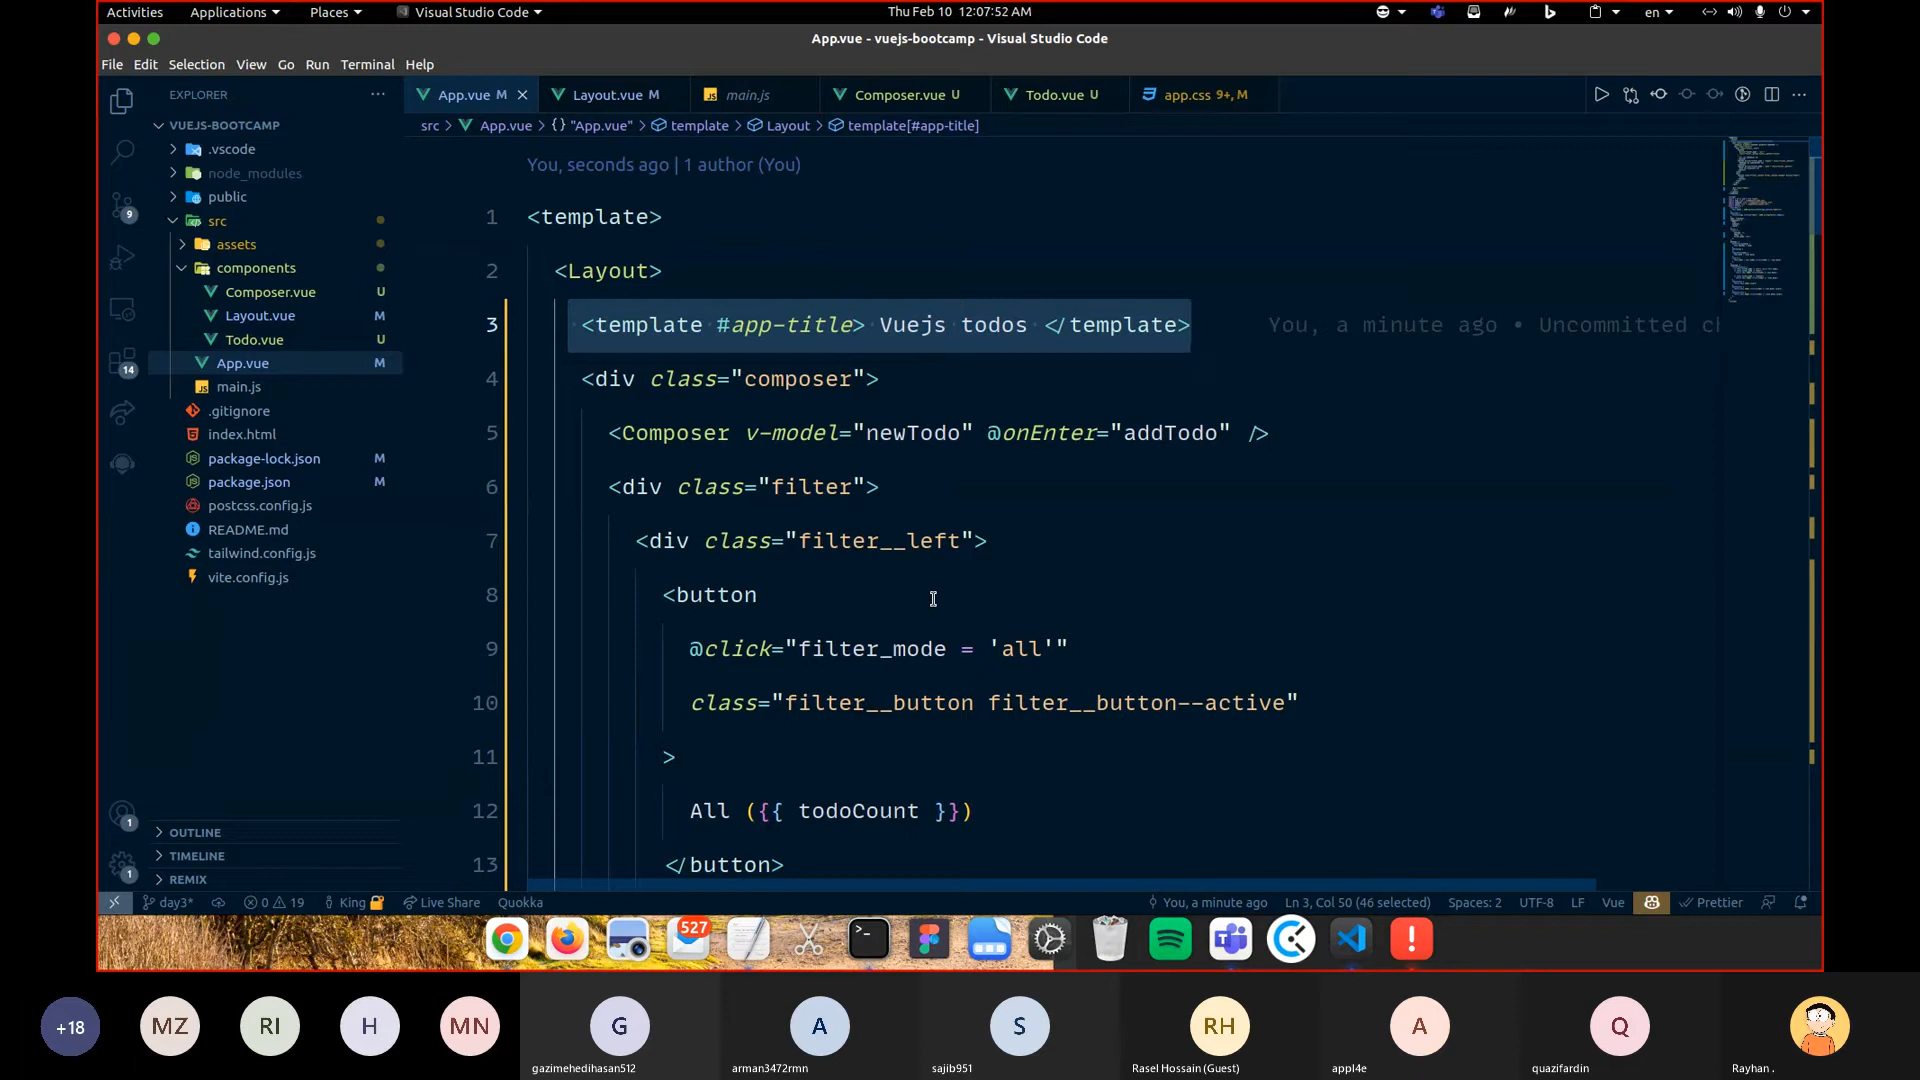 Activities Applications Places Visual Studio Code Thu Feb 10 12:07:52 AM en
App.vue - vuejs-bootcamp - Visual Studio Code
File Edit Selection View Go Run Terminal Help
EXPLORER
App.vue M
Layout.vue M
main.js
Composer.vue U
Todo.vue U
app.css 9+, M
VUEJS-BOOTCAMP
src > App.vue > {} "App.vue" > template > Layout > template[#app-title]
.vscode
node_modules
public
src
assets
components
Composer.vue U
Layout.vue M
Todo.vue U
App.vue M
main.js
.gitignore
index.html
package-lock.json M
package.json M
postcss.config.js
README.md
tailwind.config.js
vite.config.js
OUTLINE
TIMELINE
REMIX
9
14
1
1
You, seconds ago | 1 author (You)
1 <template>
2 <Layout>
3 <template #app-title> Vuejs todos </template> You, a minute ago • Uncommitted ch
4 <div class="composer">
5 <Composer v-model="newTodo" @onEnter="addTodo" />
6 <div class="filter">
7 <div class="filter__left">
8 <button
9 @click="filter_mode = 'all'"
10 class="filter__button filter__button--active"
11 >
12 All ({{ todoCount }})
13 </button>
day3* 0 19 King Live Share Quokka You, a minute ago Ln 3, Col 50 (46 selected) Spaces: 2 UTF-8 LF Vue Prettier
527
+18 MZ RI H MN G A S RH A Q
gazimehedihasan512 arman3472rmn sajib951 Rasel Hossain (Guest) appl4e quazifardin Rayhan .